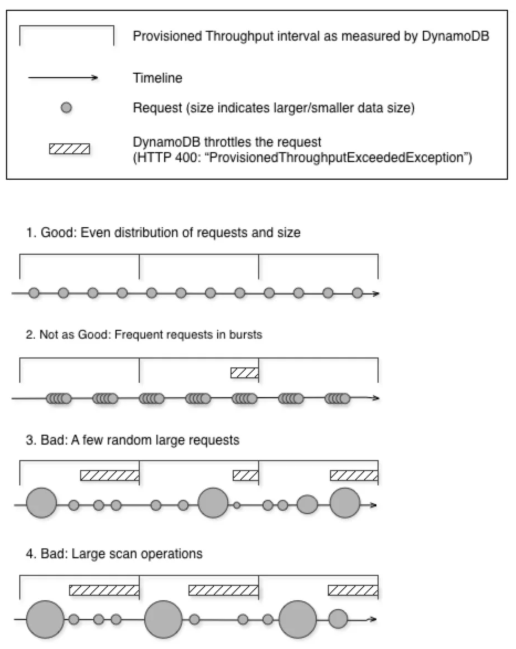 Provisioned Throughput interval as measured by DynamoDB
Timeline
Request (size indicates larger/smaller data size)
DynamoDB throttles the request
(HTTP 400: “ProvisionedThroughputExceededException”)
1. Good: Even distribution of requests and size
2. Not as Good: Frequent requests in bursts
3. Bad: A few random large requests
4. Bad: Large scan operations